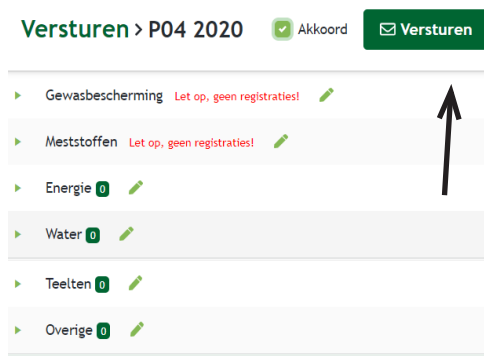 Versturen > P04 2020 Akkoord Versturen
Gewasbescherming Let op, geen registraties!
Meststoffen Let op, geen registraties!
Energie 0
Water 0
Teelten 0
Overige 0